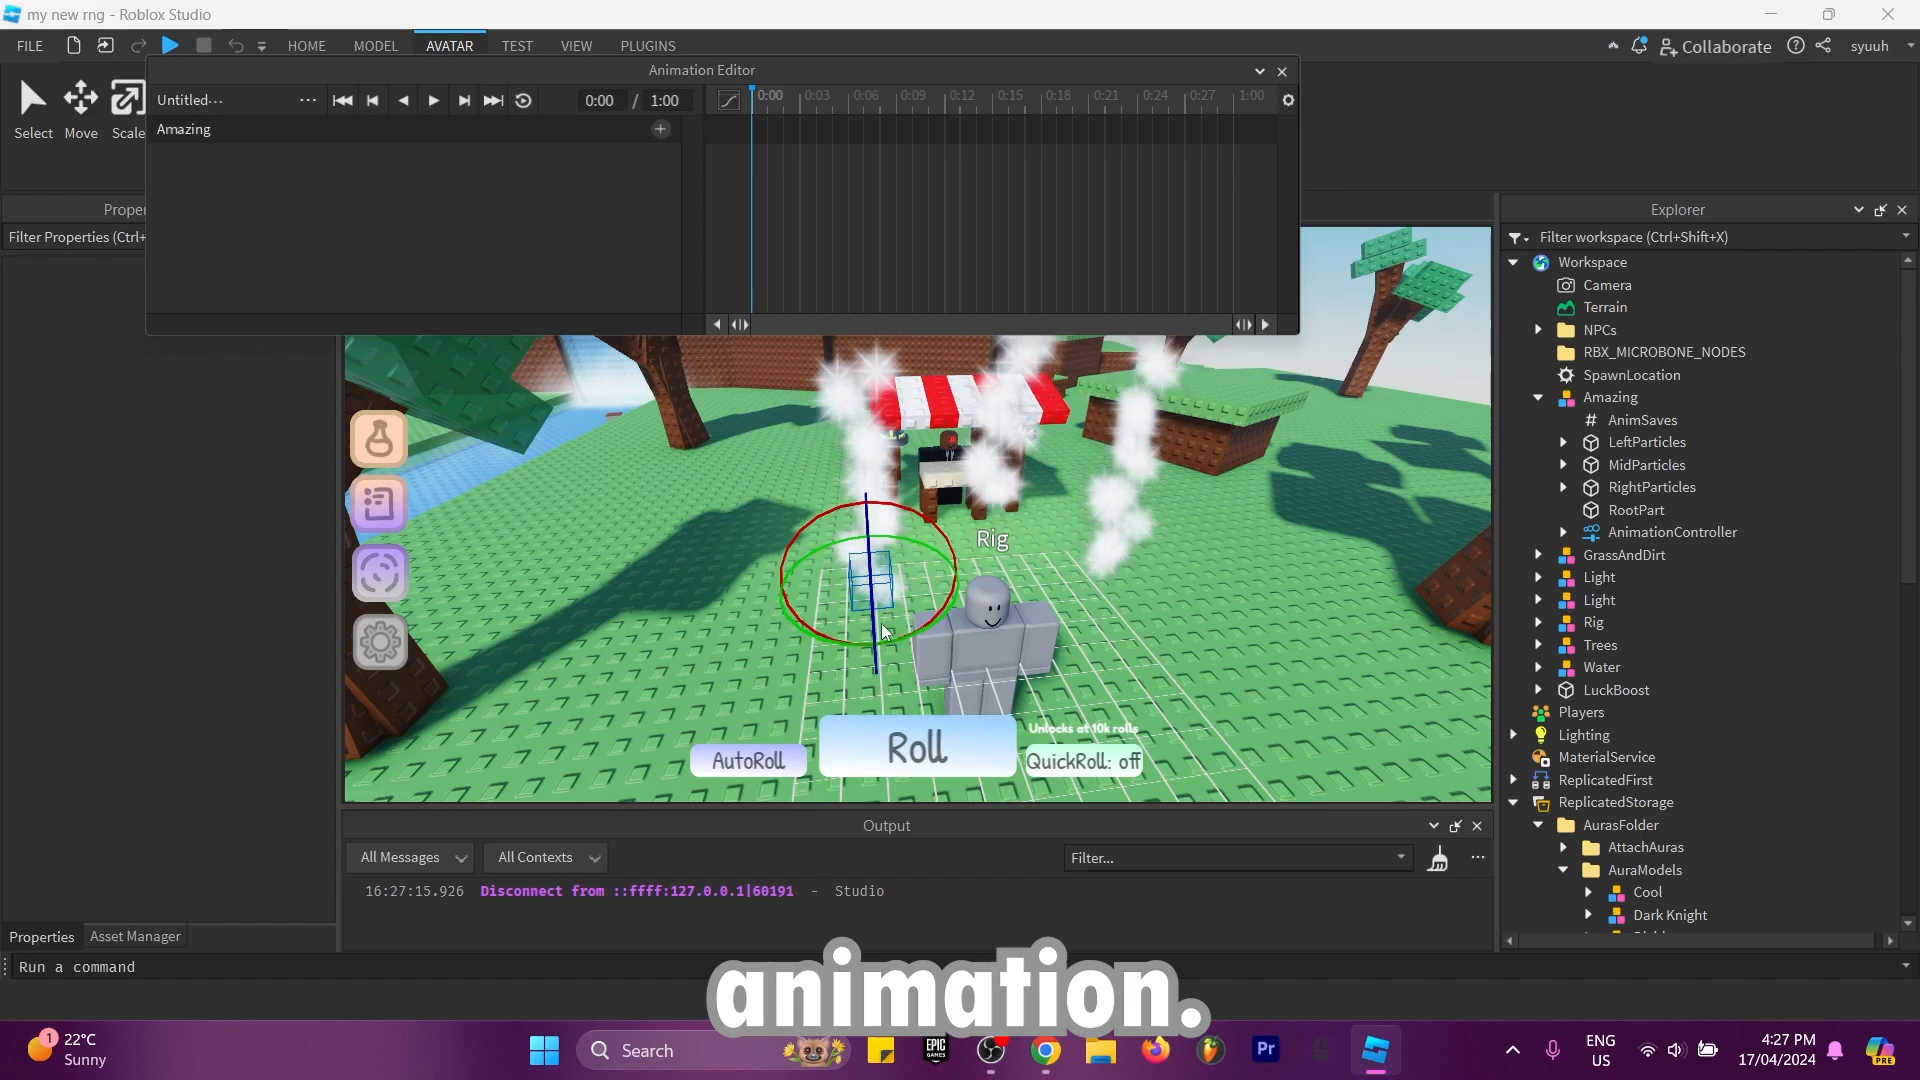 my new rng - Roblox Studio
FILE
HOME
MODEL
AVATAR
TEST
VIEW
PLUGINS
Collaborate
syuuh
Select
Move
Scale
Animation Editor
Untitled...
0:00 / 1:00
0:00 0:03 0:06 0:09 0:12 0:15 0:18 0:21 0:24 0:27 1:00
Amazing
Proper
Filter Properties (Ctrl+
Explorer
Filter workspace (Ctrl+Shift+X)
Workspace
Camera
Terrain
NPCs
RBX_MICROBONE_NODES
SpawnLocation
Amazing
AnimSaves
LeftParticles
MidParticles
RightParticles
RootPart
AnimationController
GrassAndDirt
Light
Light
Rig
Trees
Water
LuckBoost
Players
Lighting
MaterialService
ReplicatedFirst
ReplicatedStorage
AurasFolder
AttachAuras
AuraModels
Cool
Dark Knight
Rig
Unlocks at 10k rolls
AutoRoll
Roll
QuickRoll: off
Output
All Messages
All Contexts
Filter...
16:27:15.926 Disconnect from ::ffff:127.0.0.1|60191 - Studio
Properties
Asset Manager
Run a command
animation.
1
22°C
Sunny
Search
EPIC GAMES
Pr
ENG
US
4:27 PM
17/04/2024
PRE